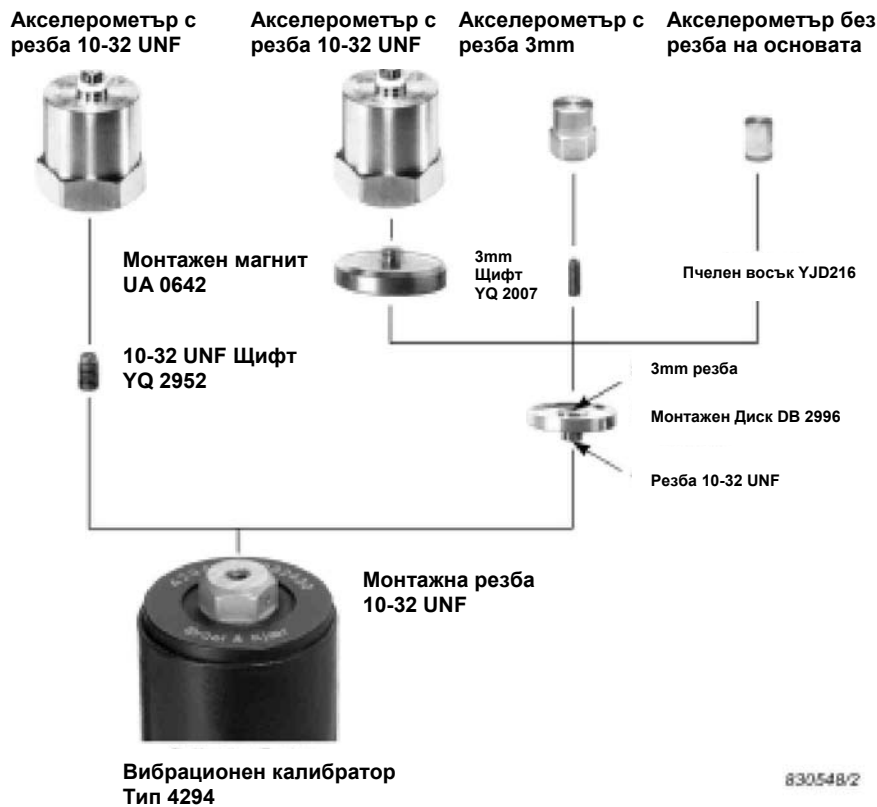 Акселерометър с
резба 10-32 UNF
Акселерометър с
резба 10-32 UNF
Акселерометър с
резба 3mm
Акселерометър без
резба на основата
Монтажен магнит
UA 0642
3mm
Щифт
YQ 2007
Пчелен восък YJD216
10-32 UNF Щифт
YQ 2952
3mm резба
Монтажен Диск DB 2996
Резба 10-32 UNF
Монтажна резба
10-32 UNF
Brüel & Kjær
Вибрационен калибратор
Тип 4294
830548/2